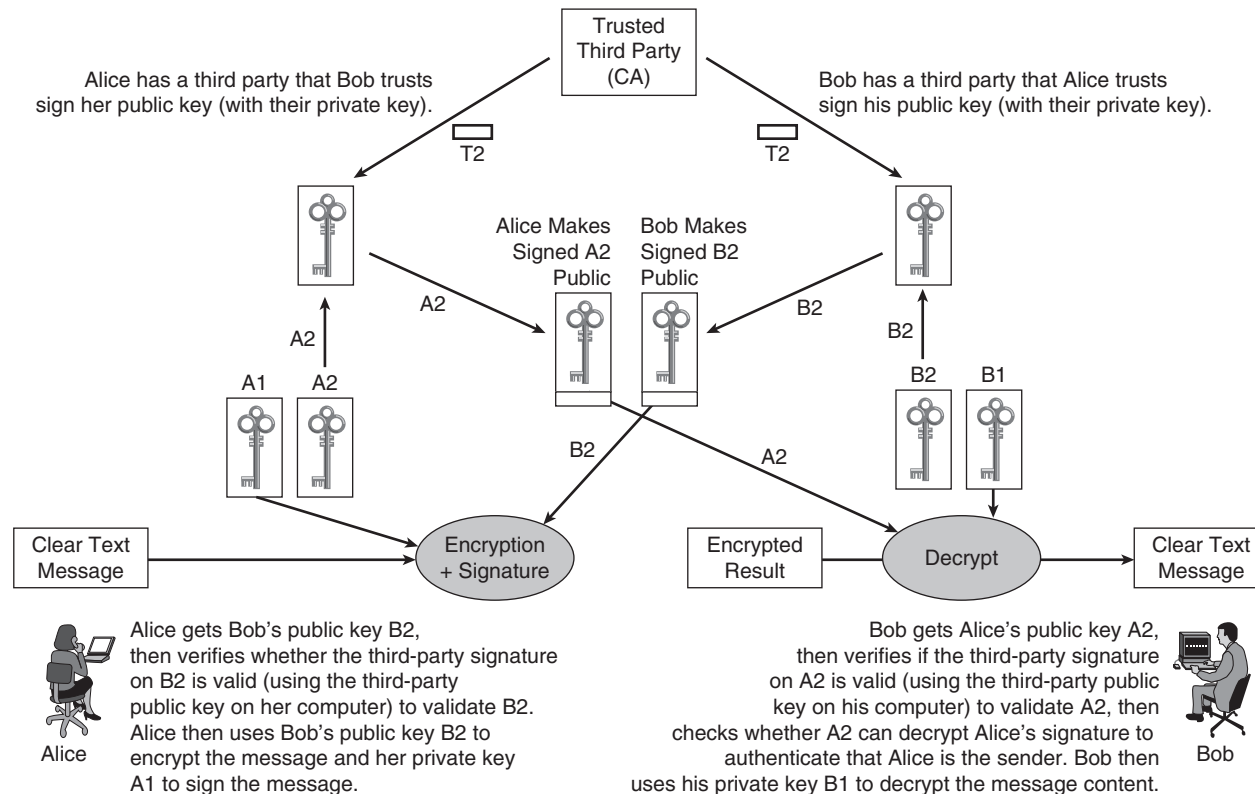 Trusted
Third Party
(CA)
Alice has a third party that Bob trusts
sign her public key (with their private key).
Bob has a third party that Alice trusts
sign his public key (with their private key).
T2
T2
Alice Makes
Signed A2
Public
Bob Makes
Signed B2
Public
A2
B2
A2
B2
A1
A2
B2
B1
B2
A2
Clear Text
Message
Encryption
+ Signature
Encrypted
Result
Decrypt
Clear Text
Message
Alice gets Bob's public key B2,
then verifies whether the third-party signature
on B2 is valid (using the third-party
public key on her computer) to validate B2.
Alice then uses Bob's public key B2 to
encrypt the message and her private key
A1 to sign the message.
Alice
Bob gets Alice's public key A2,
then verifies if the third-party signature
on A2 is valid (using the third-party public
key on his computer) to validate A2, then
checks whether A2 can decrypt Alice's signature to
authenticate that Alice is the sender. Bob then
uses his private key B1 to decrypt the message content.
Bob